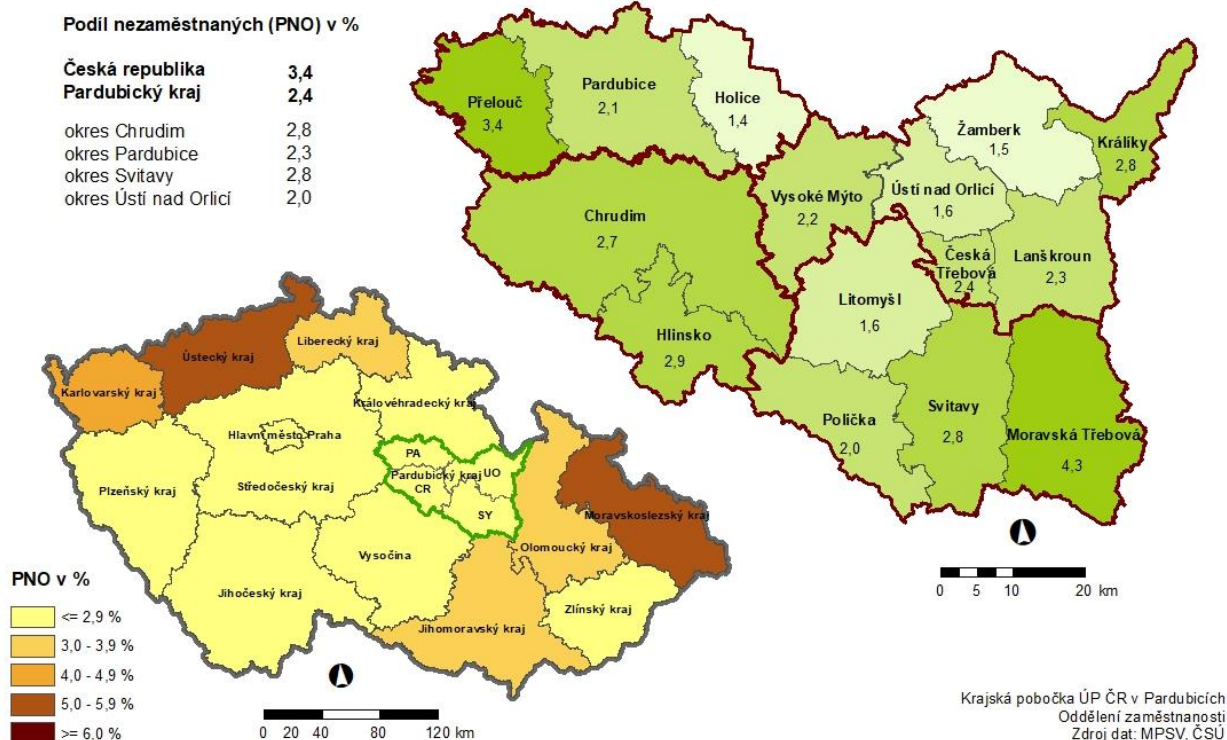 Podíl nezaměstnaných (PNO) v %
Česká republika 3,4
Pardubický kraj 2,4
okres Chrudim 2,8
okres Pardubice 2,3
okres Svitavy 2,8
okres Ústí nad Orlicí 2,0
Přelouč
3,4
Pardubice
2,1
Holice
1,4
Žamberk
1,5
Králíky
2,8
Vysoké Mýto
2,2
Ústí nad Orlicí
1,6
Chrudim
2,7
Česká
Třebová
2,4
Lanškroun
2,3
Litomyšl
1,6
Hlinsko
2,9
Polička
2,0
Svitavy
2,8
Moravská Třebová
4,3
0 5 10 20 km
Ústecký kraj
Liberecký kraj
Karlovarský kraj
Královéhradecký kraj
Hlavní město Praha
PA
UO
Pardubický kraj
CR
SY
Plzeňský kraj
Středočeský kraj
Moravskoslezský kraj
Olomoucký kraj
Vysočina
Jihočeský kraj
Zlínský kraj
Jihomoravský kraj
PNO v %
<= 2,9 %
3,0 - 3,9 %
4,0 - 4,9 %
5,0 - 5,9 %
>= 6,0 %
0 20 40 80 120 km
Krajská pobočka ÚP ČR v Pardubicích
Oddělení zaměstnanosti
Zdroj dat: MPSV, ČSÚ